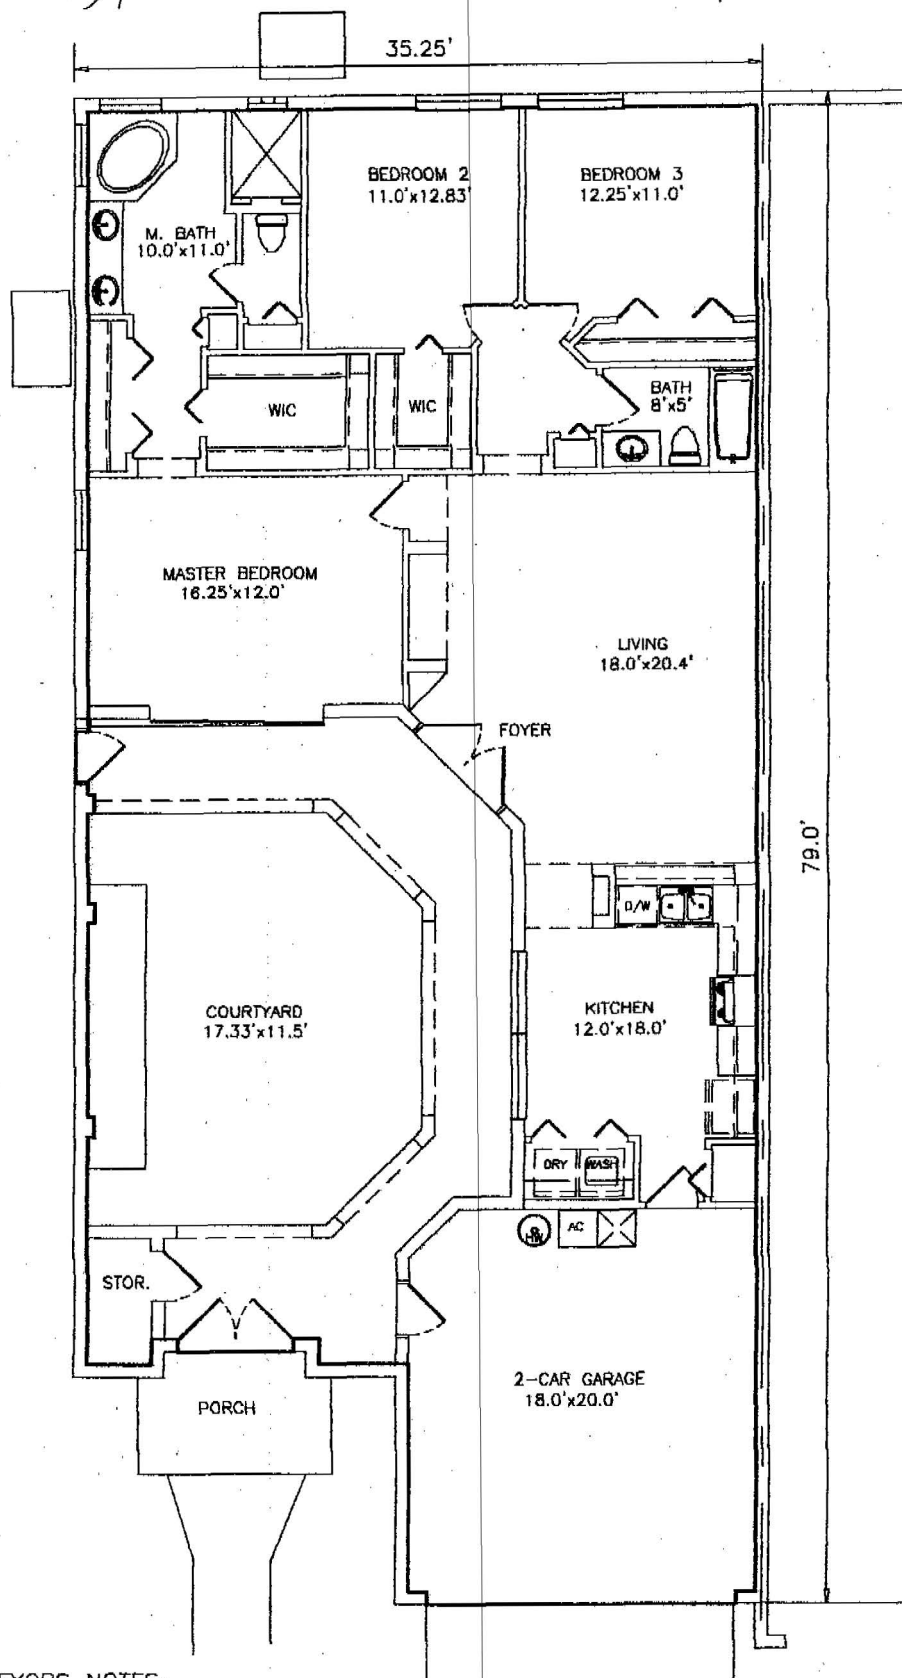 35.25'
BEDROOM 2
11.0'x12.83'
BEDROOM 3
12.25'x11.0'
M. BATH
10.0'x11.0'
BATH
8'x5'
WIC
WIC
MASTER BEDROOM
16.25'x12.0'
LIVING
18.0'x20.4'
FOYER
79.0'
D/W
COURTYARD
17.33'x11.5'
KITCHEN
12.0'x18.0'
DRY
WASH
HW
AC
STOR.
2-CAR GARAGE
18.0'x20.0'
PORCH
NOTES